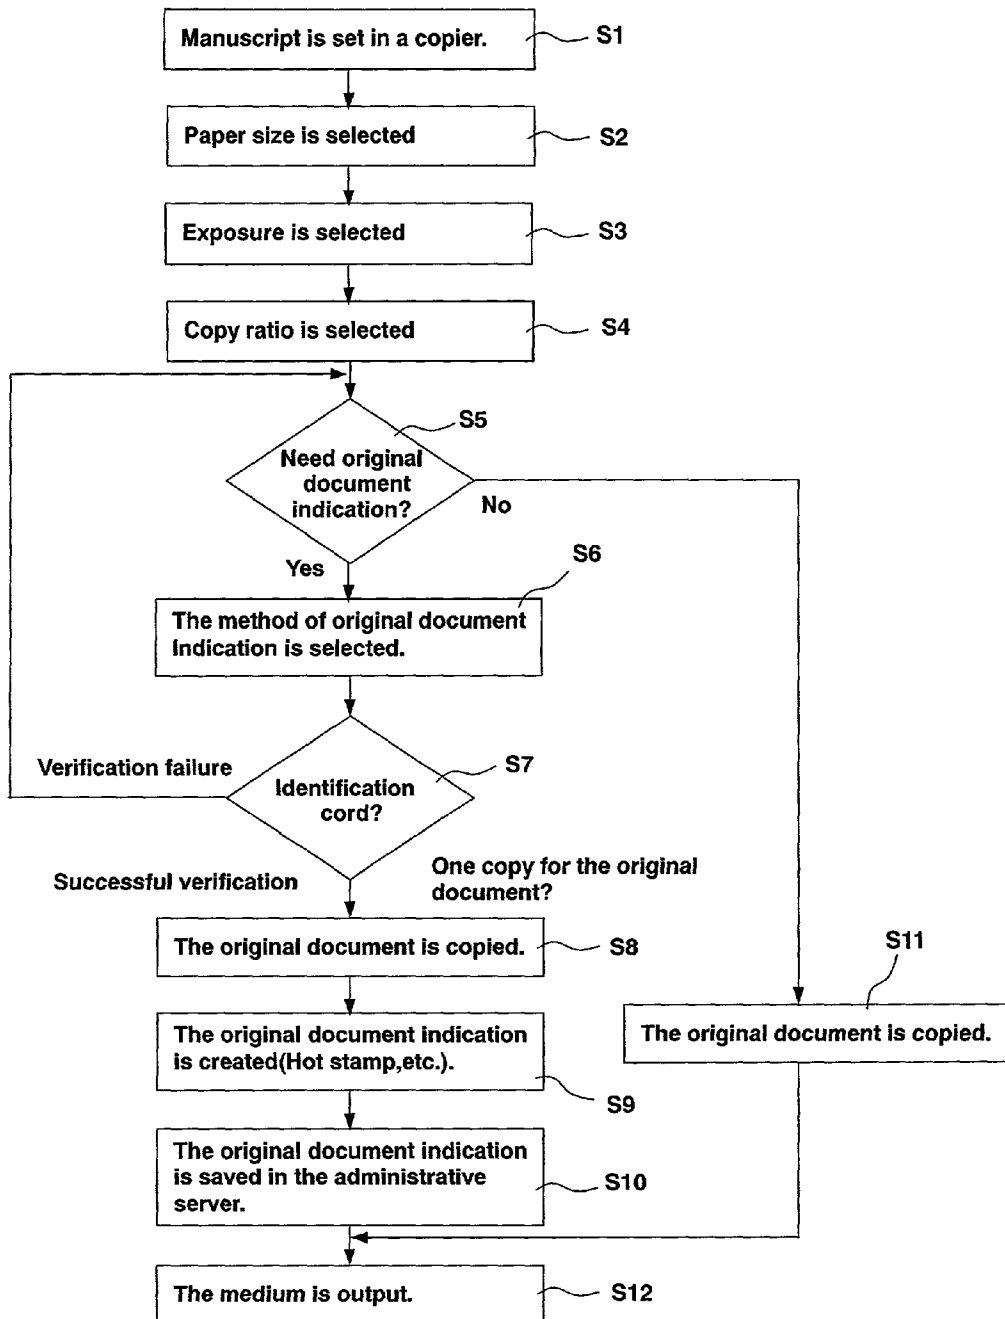 Manuscript is set in a copier.
S1
Paper size is selected
S2
Exposure is selected
S3
Copy ratio is selected
S4
S5
Need original
document
indication?
No
Yes
S6
The method of original document
Indication is selected.
Verification failure
S7
Identification
cord?
Successful verification
One copy for the original
document?
The original document is copied.
S8
S11
The original document is copied.
The original document indication
is created(Hot stamp,etc.).
S9
The original document indication
is saved in the administrative
server.
S10
The medium is output.
S12